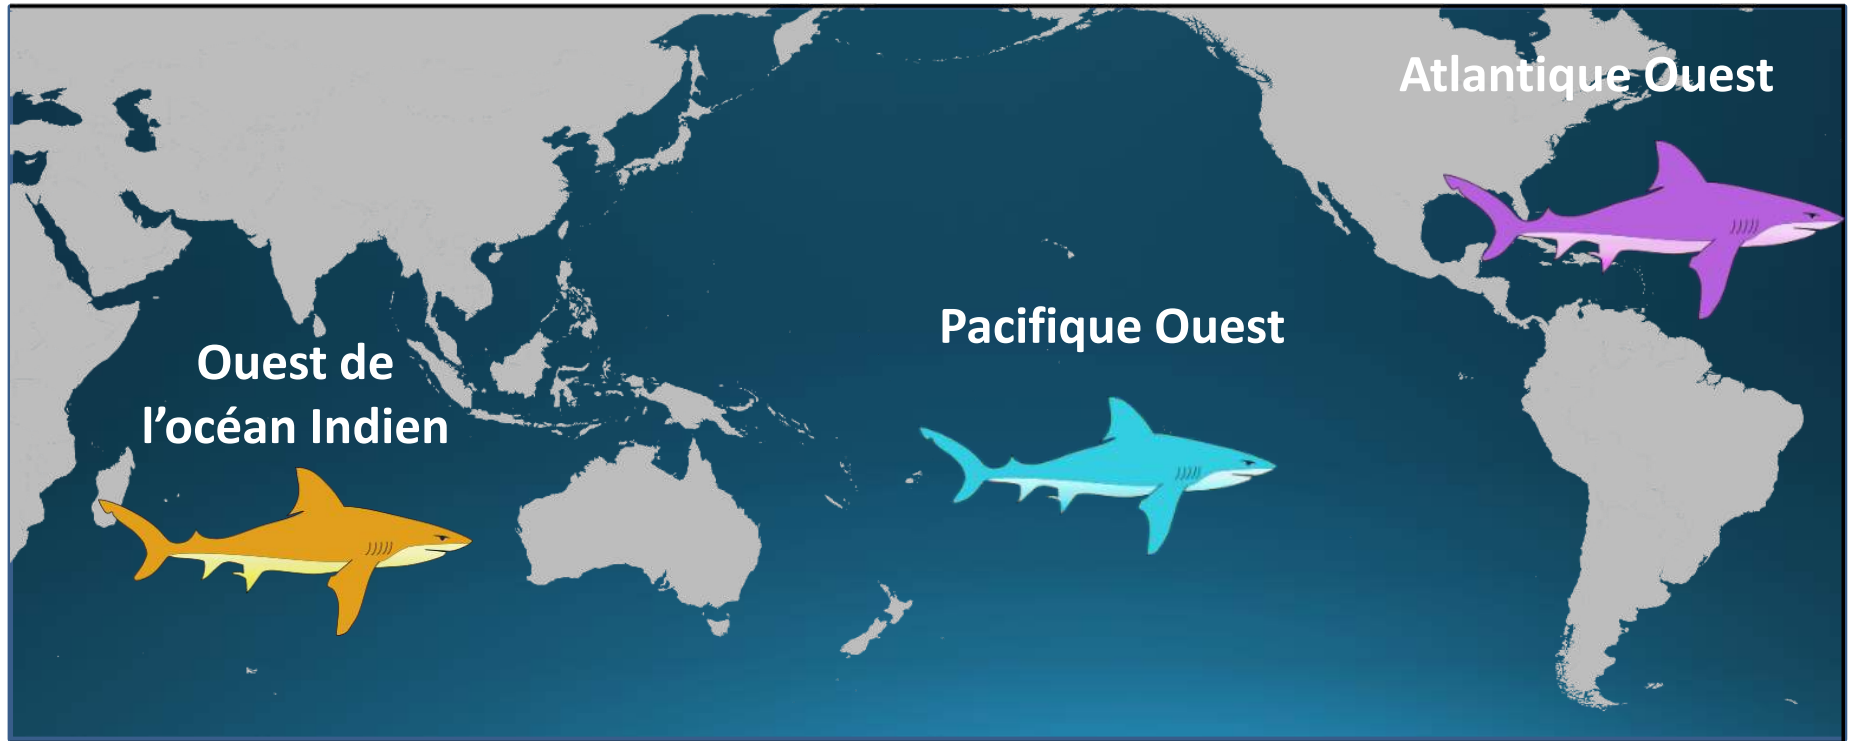 Atlantique Ouest
Pacifique Ouest
Ouest de
l’océan Indien